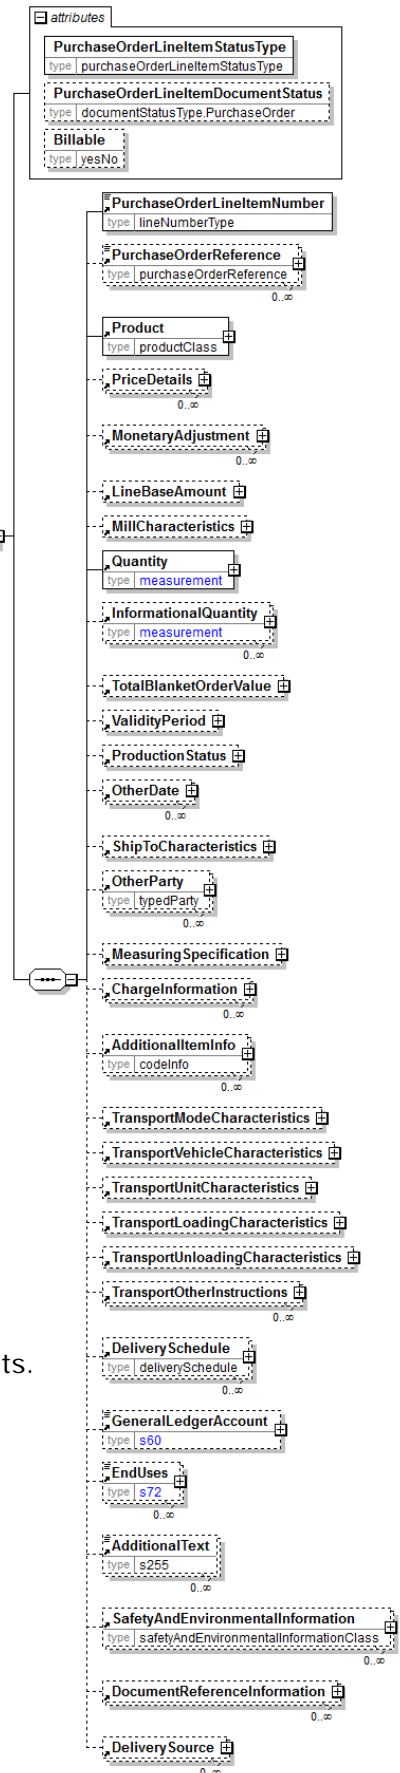 attributes
PurchaseOrderLineItemStatusType
type purchaseOrderLineItemStatusType
PurchaseOrderLineItemDocumentStatus
type documentStatusType.PurchaseOrder
Billable
type yesNo
PurchaseOrderLineItemNumber
type lineNumberType
PurchaseOrderReference
type purchaseOrderReference
0..∞
Product
type productClass
PriceDetails
0..∞
MonetaryAdjustment
0..∞
LineBaseAmount
MillCharacteristics
Quantity
type measurement
InformationalQuantity
type measurement
0..∞
TotalBlanketOrderValue
ValidityPeriod
ProductionStatus
OtherDate
0..∞
ShipToCharacteristics
OtherParty
type typedParty
0..∞
MeasuringSpecification
ChargeInformation
0..∞
AdditionalItemInfo
type codeInfo
0..∞
TransportModeCharacteristics
TransportVehicleCharacteristics
TransportUnitCharacteristics
TransportLoadingCharacteristics
TransportUnloadingCharacteristics
TransportOtherInstructions
0..∞
DeliverySchedule
ts.
type deliverySchedule
0..∞
GeneralLedgerAccount
type s60
EndUses
type s72
0..∞
AdditionalText
type s255
0..∞
SafetyAndEnvironmentalInformation
type safetyAndEnvironmentalInformationClass
0..∞
DocumentReferenceInformation
0..∞
DeliverySource
0..∞